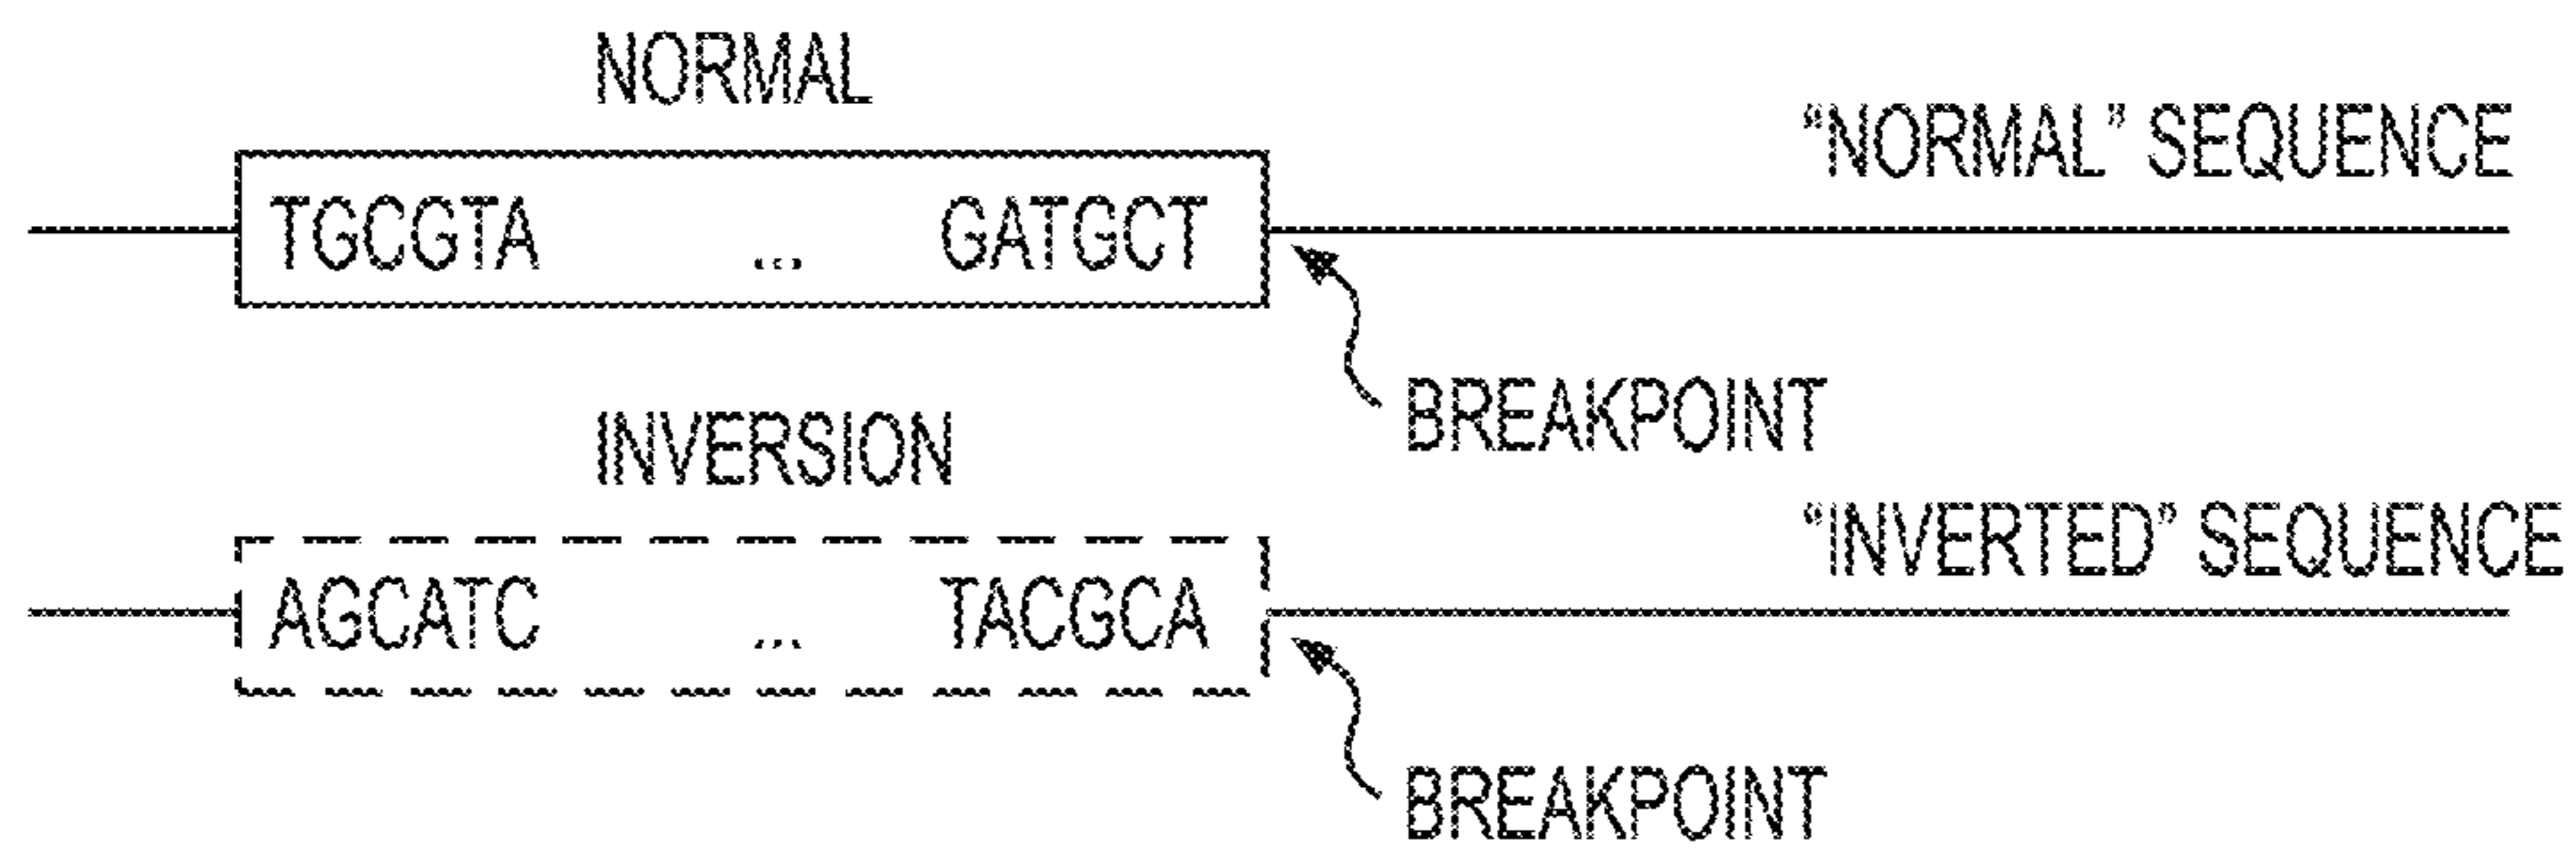 NORMAL
"NORMAL" SEQUENCE
TGCGTA ... GATGCT
BREAKPOINT
INVERSION
"INVERTED" SEQUENCE
AGCATC ... TACGCA
BREAKPOINT